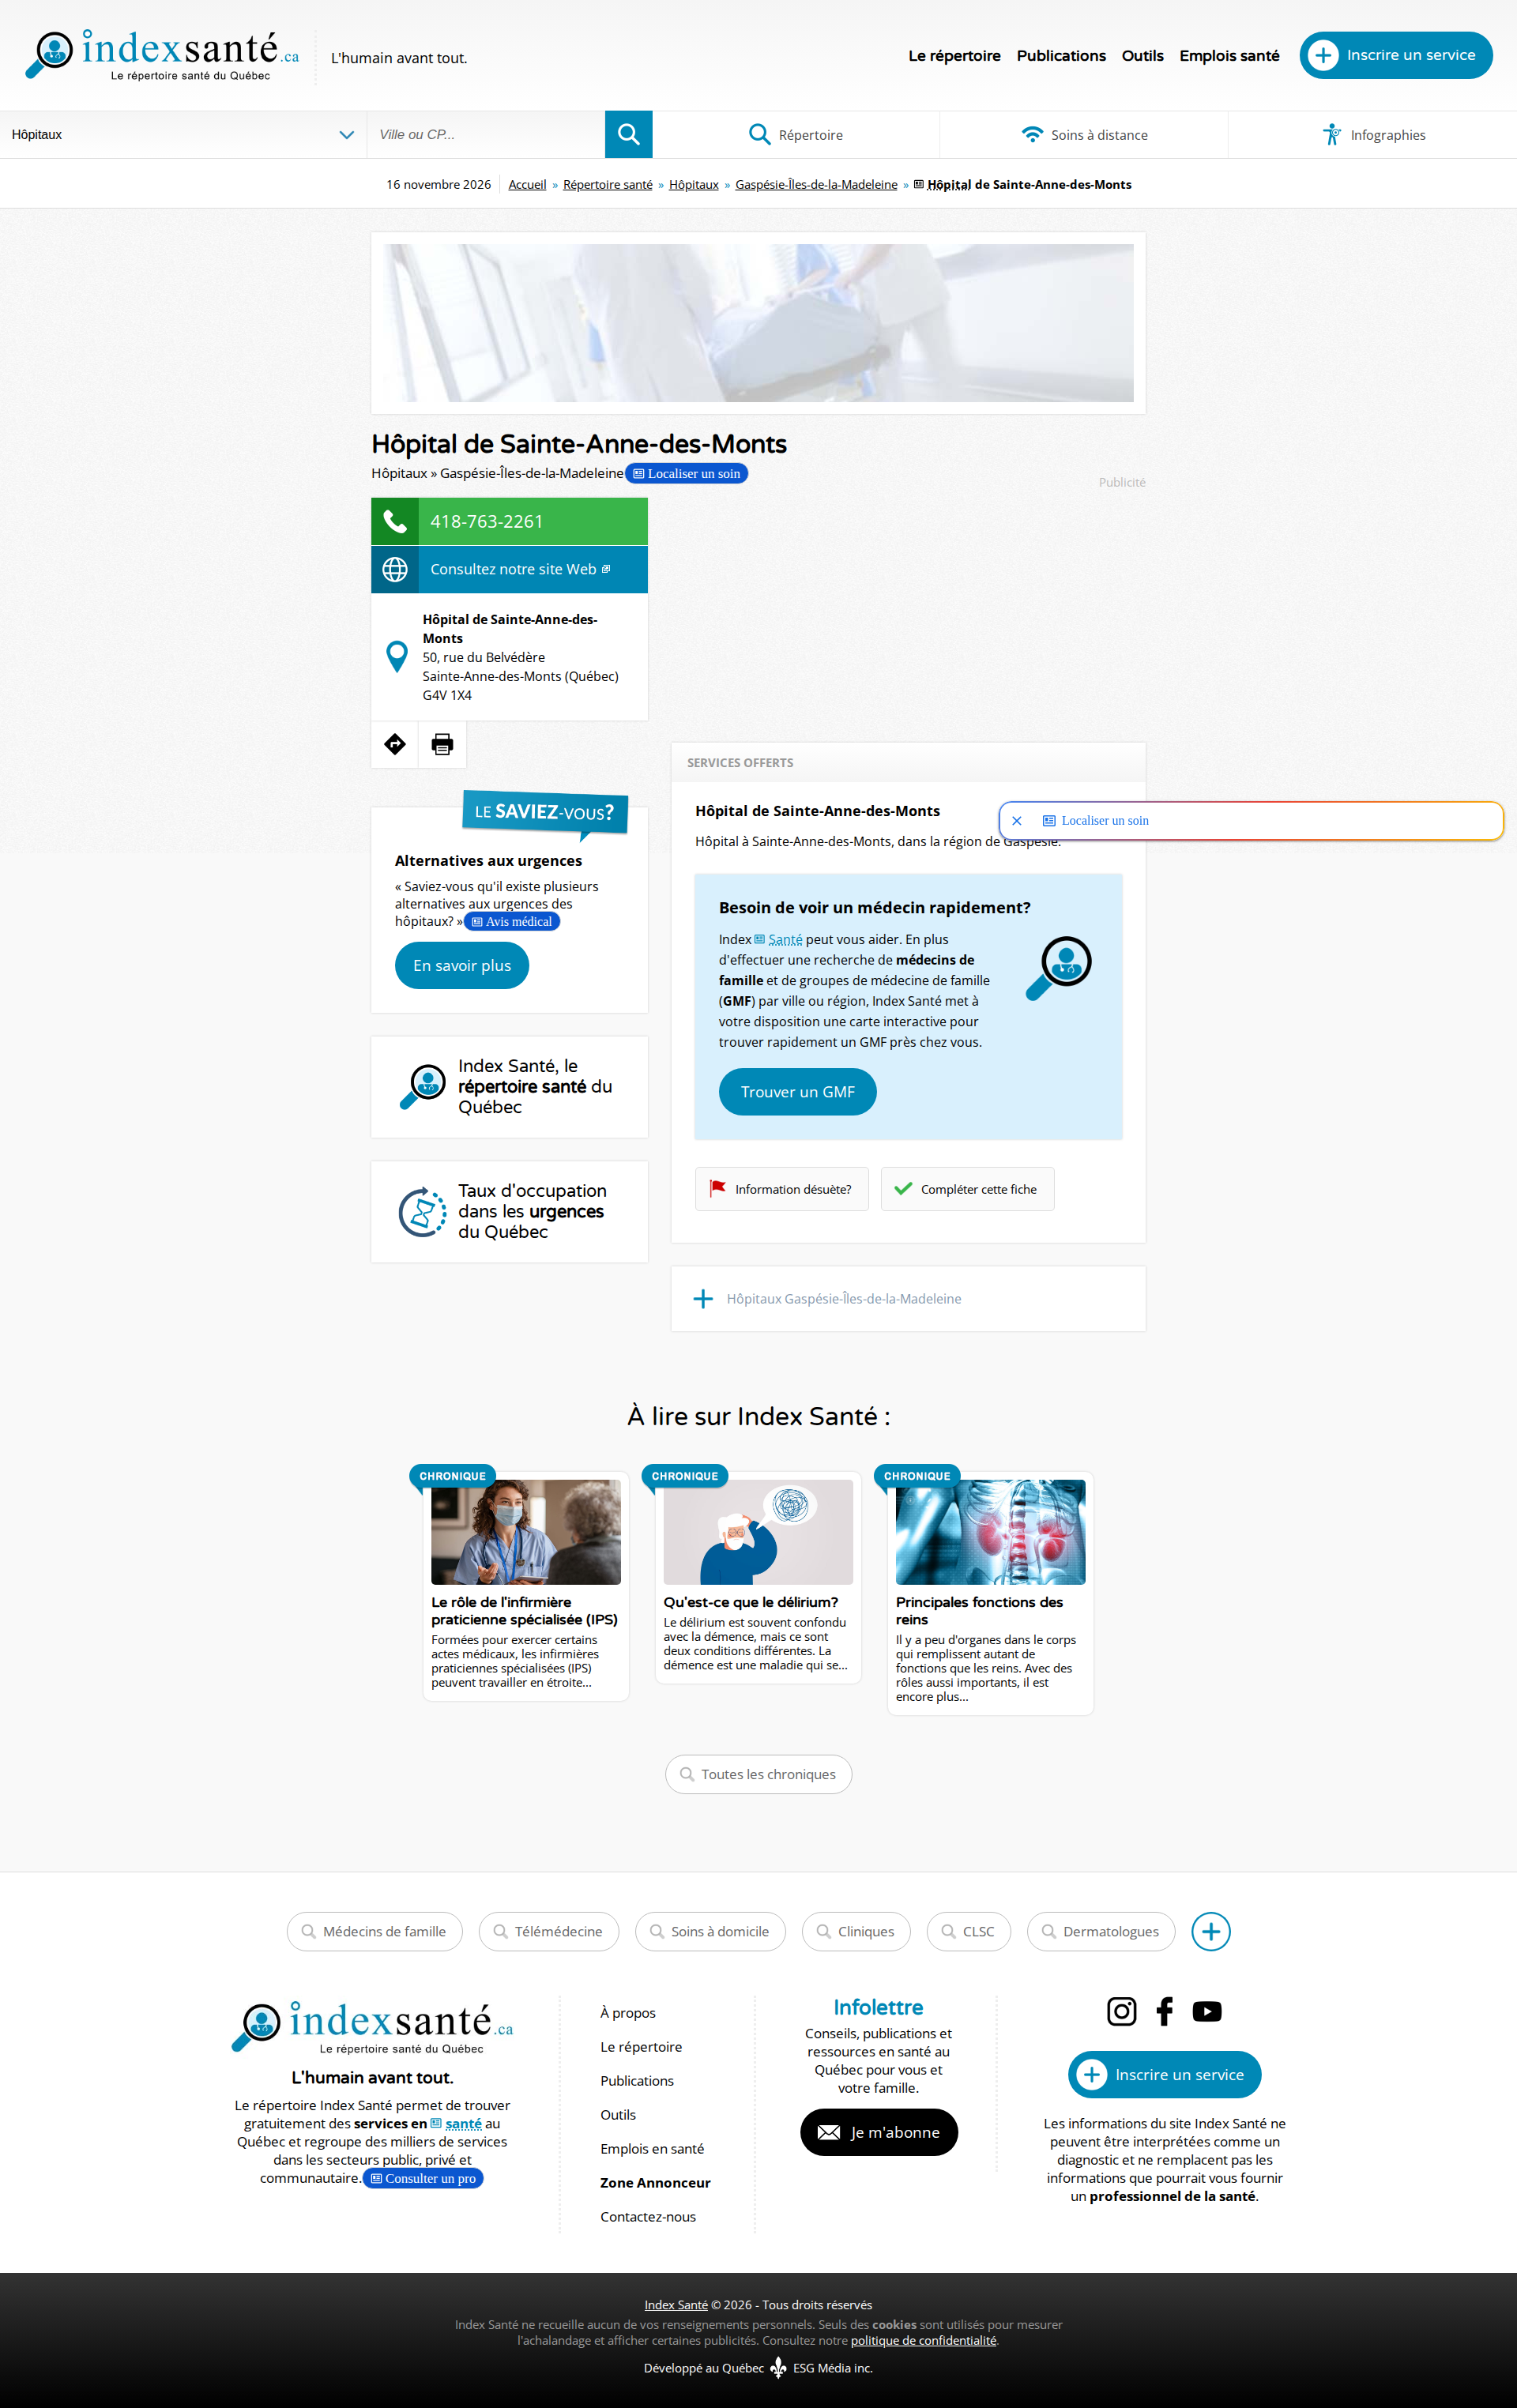 indexsanté.ca
Le répertoire santé du Québec
L'humain avant tout.
Le répertoire
Publications
Outils
Emplois santé
Inscrire un service
Hôpitaux
Ville ou CP...
Répertoire
Soins à distance
Infographies
16 novembre 2026
Accueil » Répertoire santé » Hôpitaux » Gaspésie-Îles-de-la-Madeleine » Hôpital de Sainte-Anne-des-Monts
Hôpital de Sainte-Anne-des-Monts
Hôpitaux » Gaspésie-Îles-de-la-Madeleine Localiser un soin
Publicité
418-763-2261
Consultez notre site Web
Hôpital de Sainte-Anne-des-
Monts
50, rue du Belvédère
Sainte-Anne-des-Monts (Québec)
G4V 1X4
LE SAVIEZ-VOUS?
Alternatives aux urgences
« Saviez-vous qu'il existe plusieurs
alternatives aux urgences des
hôpitaux? » Avis médical
En savoir plus
Index Santé, le
répertoire santé du
Québec
Taux d'occupation
dans les urgences
du Québec
SERVICES OFFERTS
Hôpital de Sainte-Anne-des-Monts
Hôpital à Sainte-Anne-des-Monts, dans la région de Gaspésie.
Localiser un soin
Besoin de voir un médecin rapidement?
Index Santé peut vous aider. En plus
d'effectuer une recherche de médecins de
famille et de groupes de médecine de famille
(GMF) par ville ou région, Index Santé met à
votre disposition une carte interactive pour
trouver rapidement un GMF près chez vous.
Trouver un GMF
Information désuète?
Compléter cette fiche
Hôpitaux Gaspésie-Îles-de-la-Madeleine
À lire sur Index Santé :
CHRONIQUE
Le rôle de l'infirmière
praticienne spécialisée (IPS)
Formées pour exercer certains
actes médicaux, les infirmières
praticiennes spécialisées (IPS)
peuvent travailler en étroite...
CHRONIQUE
Qu'est-ce que le délirium?
Le délirium est souvent confondu
avec la démence, mais ce sont
deux conditions différentes. La
démence est une maladie qui se...
CHRONIQUE
Principales fonctions des
reins
Il y a peu d'organes dans le corps
qui remplissent autant de
fonctions que les reins. Avec des
rôles aussi importants, il est
encore plus...
Toutes les chroniques
Médecins de famille
Télémédecine
Soins à domicile
Cliniques
CLSC
Dermatologues
indexsanté.ca
Le répertoire santé du Québec
L'humain avant tout.
Le répertoire Index Santé permet de trouver
gratuitement des services en santé au
Québec et regroupe des milliers de services
dans les secteurs public, privé et
communautaire. Consulter un pro
À propos
Le répertoire
Publications
Outils
Emplois en santé
Zone Annonceur
Contactez-nous
Infolettre
Conseils, publications et
ressources en santé au
Québec pour vous et
votre famille.
Je m'abonne
Inscrire un service
Les informations du site Index Santé ne
peuvent être interprétées comme un
diagnostic et ne remplacent pas les
informations que pourrait vous fournir
un professionnel de la santé.
Index Santé © 2026 - Tous droits réservés
Index Santé ne recueille aucun de vos renseignements personnels. Seuls des cookies sont utilisés pour mesurer
l'achalandage et afficher certaines publicités. Consultez notre politique de confidentialité.
Développé au Québec ESG Média inc.